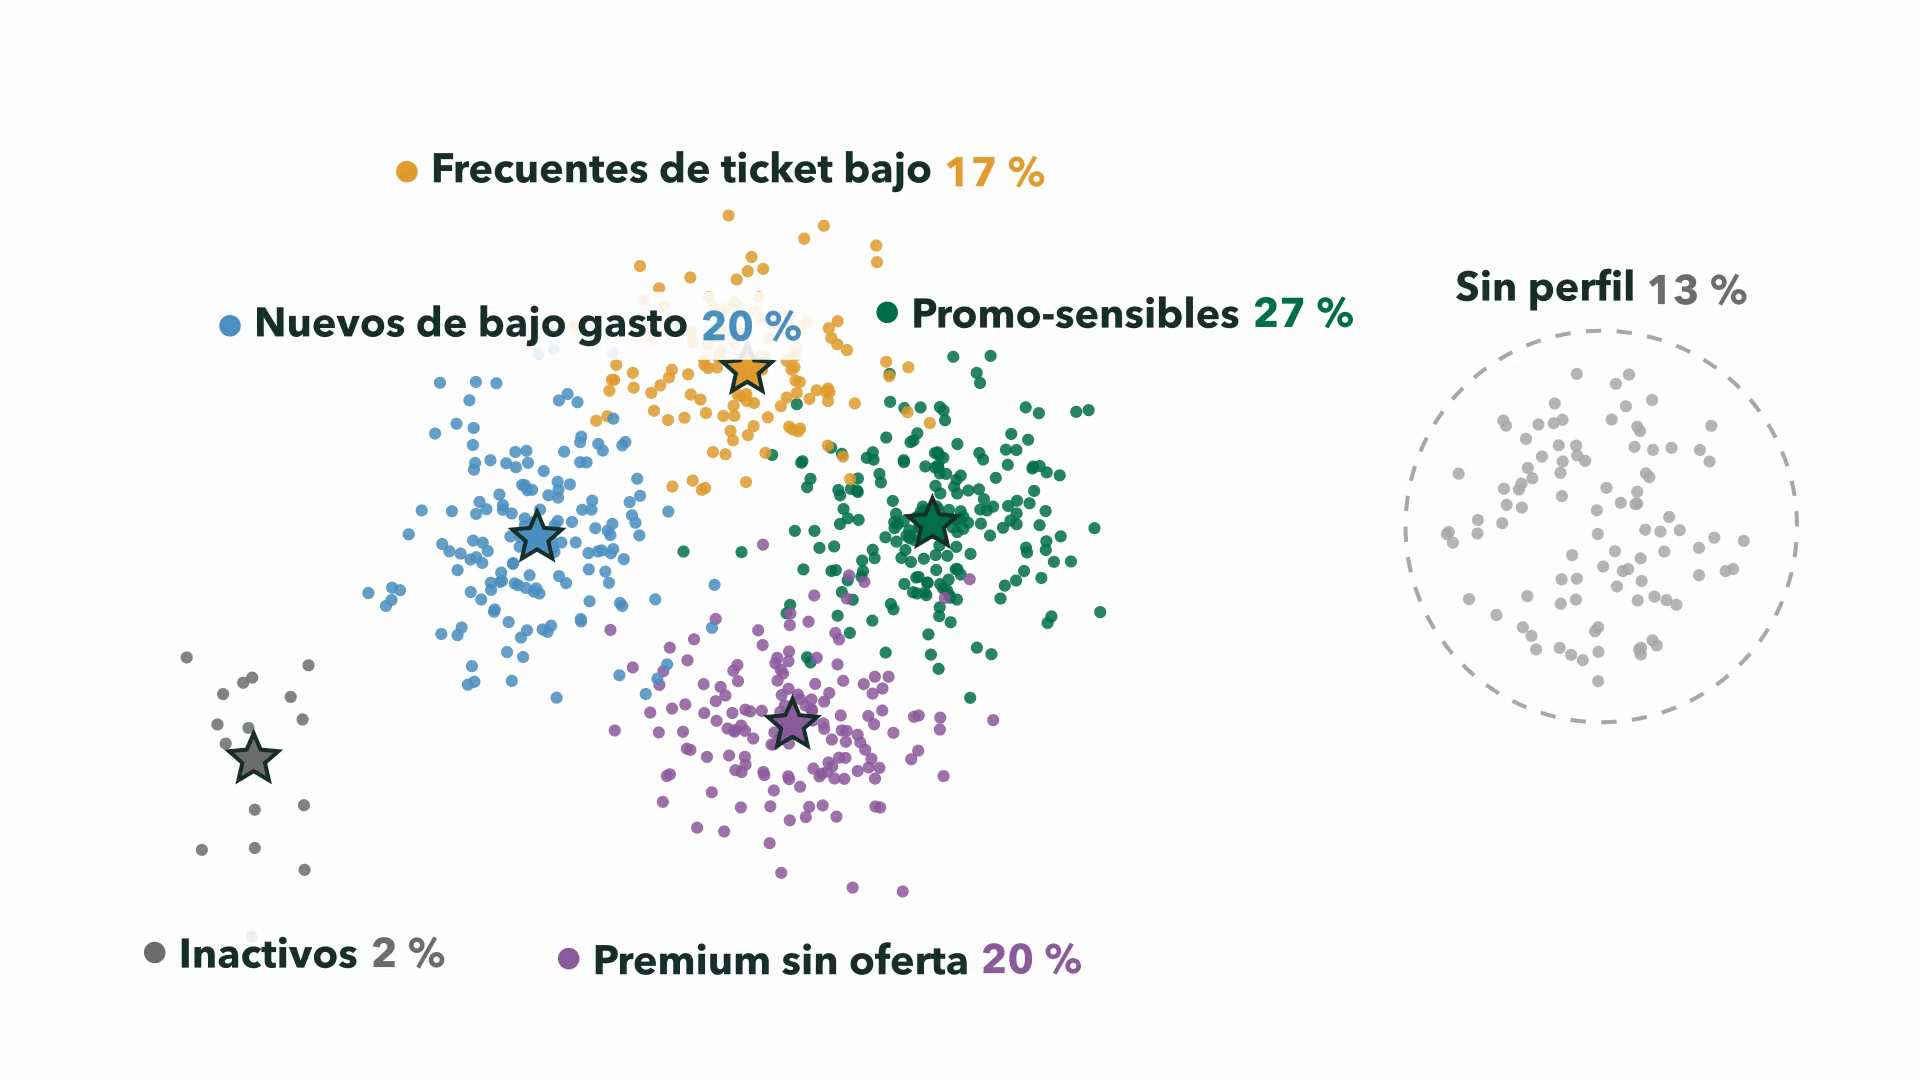 Frecuentes de ticket bajo 17 %
Sin perfil 13 %
Nuevos de bajo gasto 20 %
Promo-sensibles 27 %
Inactivos 2 %
Premium sin oferta 20 %